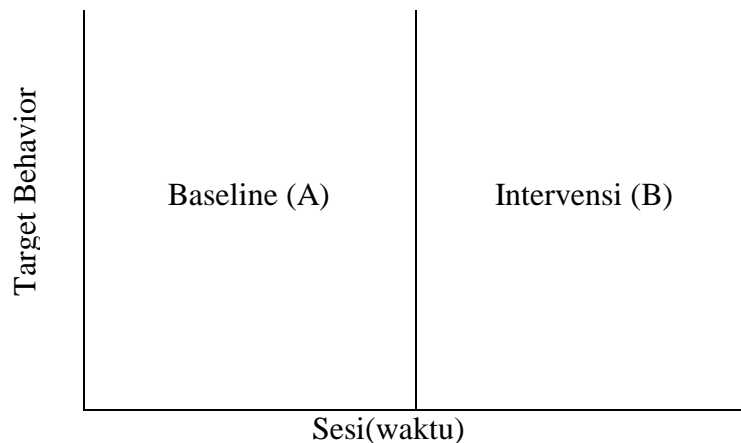 Target Behavior
Baseline (A)
Intervensi (B)
Sesi(waktu)